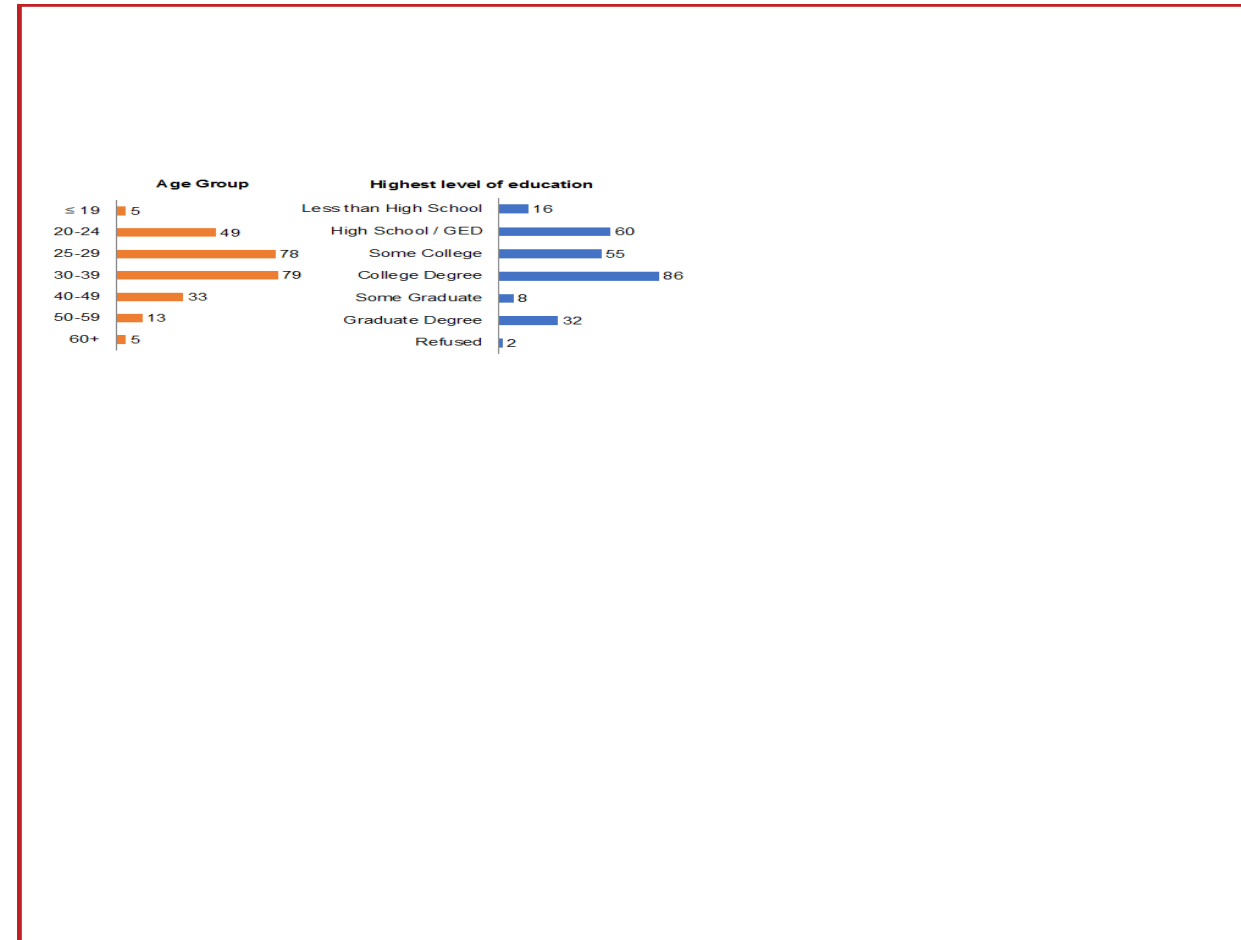 Age Group
≤ 19 5
20-24 49
25-29 78
30-39 79
40-49 33
50-59 13
60+ 5
Highest level of education
Less than High School 16
High School / GED 60
Some College 55
College Degree 86
Some Graduate 8
Graduate Degree 32
Refused 2